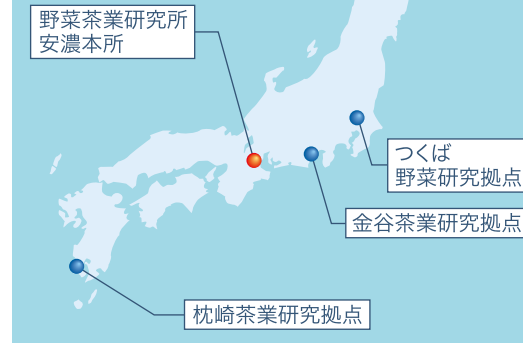 野菜茶業研究所
安濃本所
つくば
野菜研究拠点
金谷茶業研究拠点
枕崎茶業研究拠点